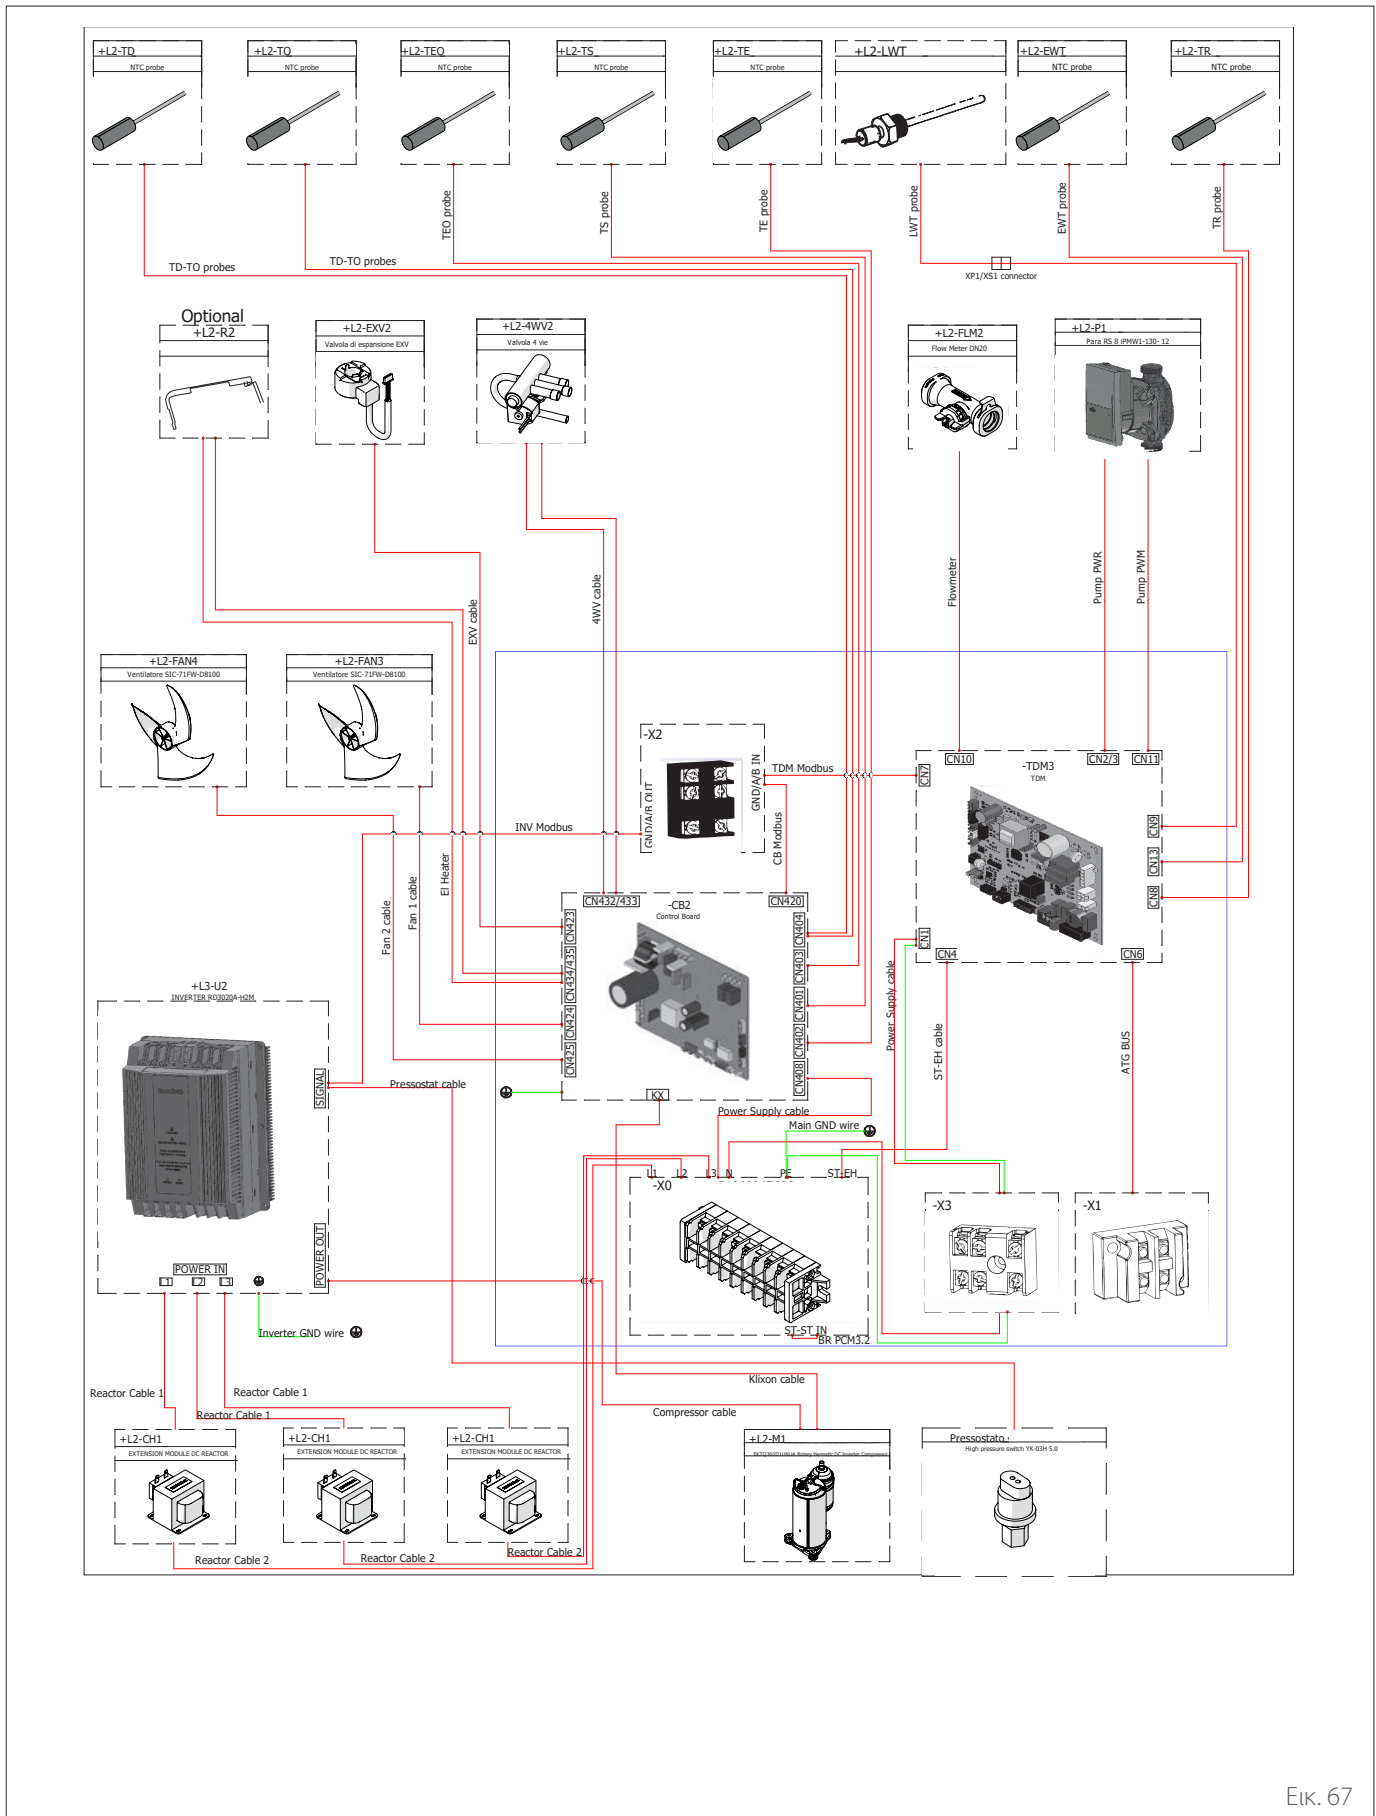 +L2-TD
NTC probe
+L2-TO
NTC probe
+L2-TEO
NTC probe
+L2-TS
NTC probe
+L2-TE
NTC probe
+L2-LWT
+L2-EWT
NTC probe
+L2-TR
NTC probe
TEO probe
TS probe
TE probe
LWT probe
EWT probe
TR probe
TD-TO probes
TD-TO probes
XP1/XS1 connector
Optional
+L2-R2
+L2-EXV2
Valvola di espansione EXV
+L2-4WV2
Valvola 4 vie
+L2-FLM2
Flow Meter DN20
+L2-P1
Para RS 8 iPMW1-130- 12
EXV cable
4WV cable
Flowmeter
Pump PWR
Pump PWM
+L2-FAN4
Ventilatore SIC-71FW-D8100
+L2-FAN3
Ventilatore SIC-71FW-D8100
-X2
GND/A/B OUT
GND/A/B IN
TDM Modbus
INV Modbus
CB Modbus
El Heater
Fan 1 cable
Fan 2 cable
CN7
CN10
-TDM3
TDM
CN2/3
CN11
CN9
CN13
CN8
CN1
CN4
CN6
CN432/433
-CB2
Control Board
CN420
CN423
CN434/435
CN424
CN425
CN404
CN403
CN401
CN402
CN408
KX
Power Supply cable
ST-EH cable
ATG BUS
+L3-U2
INVERTER RD3020A-H2M
SIGNAL
Pressostat cable
Power Supply cable
Main GND wire
L1
L2
L3
N
PE
ST-EH
-X0
-X3
-X1
POWER OUT
POWER IN
L1
L2
L3
Inverter GND wire
ST-ST IN
BR PCM3.2
Reactor Cable 1
Reactor Cable 1
Reactor Cable 1
Klixon cable
Compressor cable
+L2-CH1
EXTENSION MODULE DC REACTOR
+L2-CH1
EXTENSION MODULE DC REACTOR
+L2-CH1
EXTENSION MODULE DC REACTOR
+L2-M1
Rotary Hermetic DC Inverter Compressor
Pressostato
High pressure switch YK-03H 5.0
Reactor Cable 2
Reactor Cable 2
Reactor Cable 2
Εικ. 67